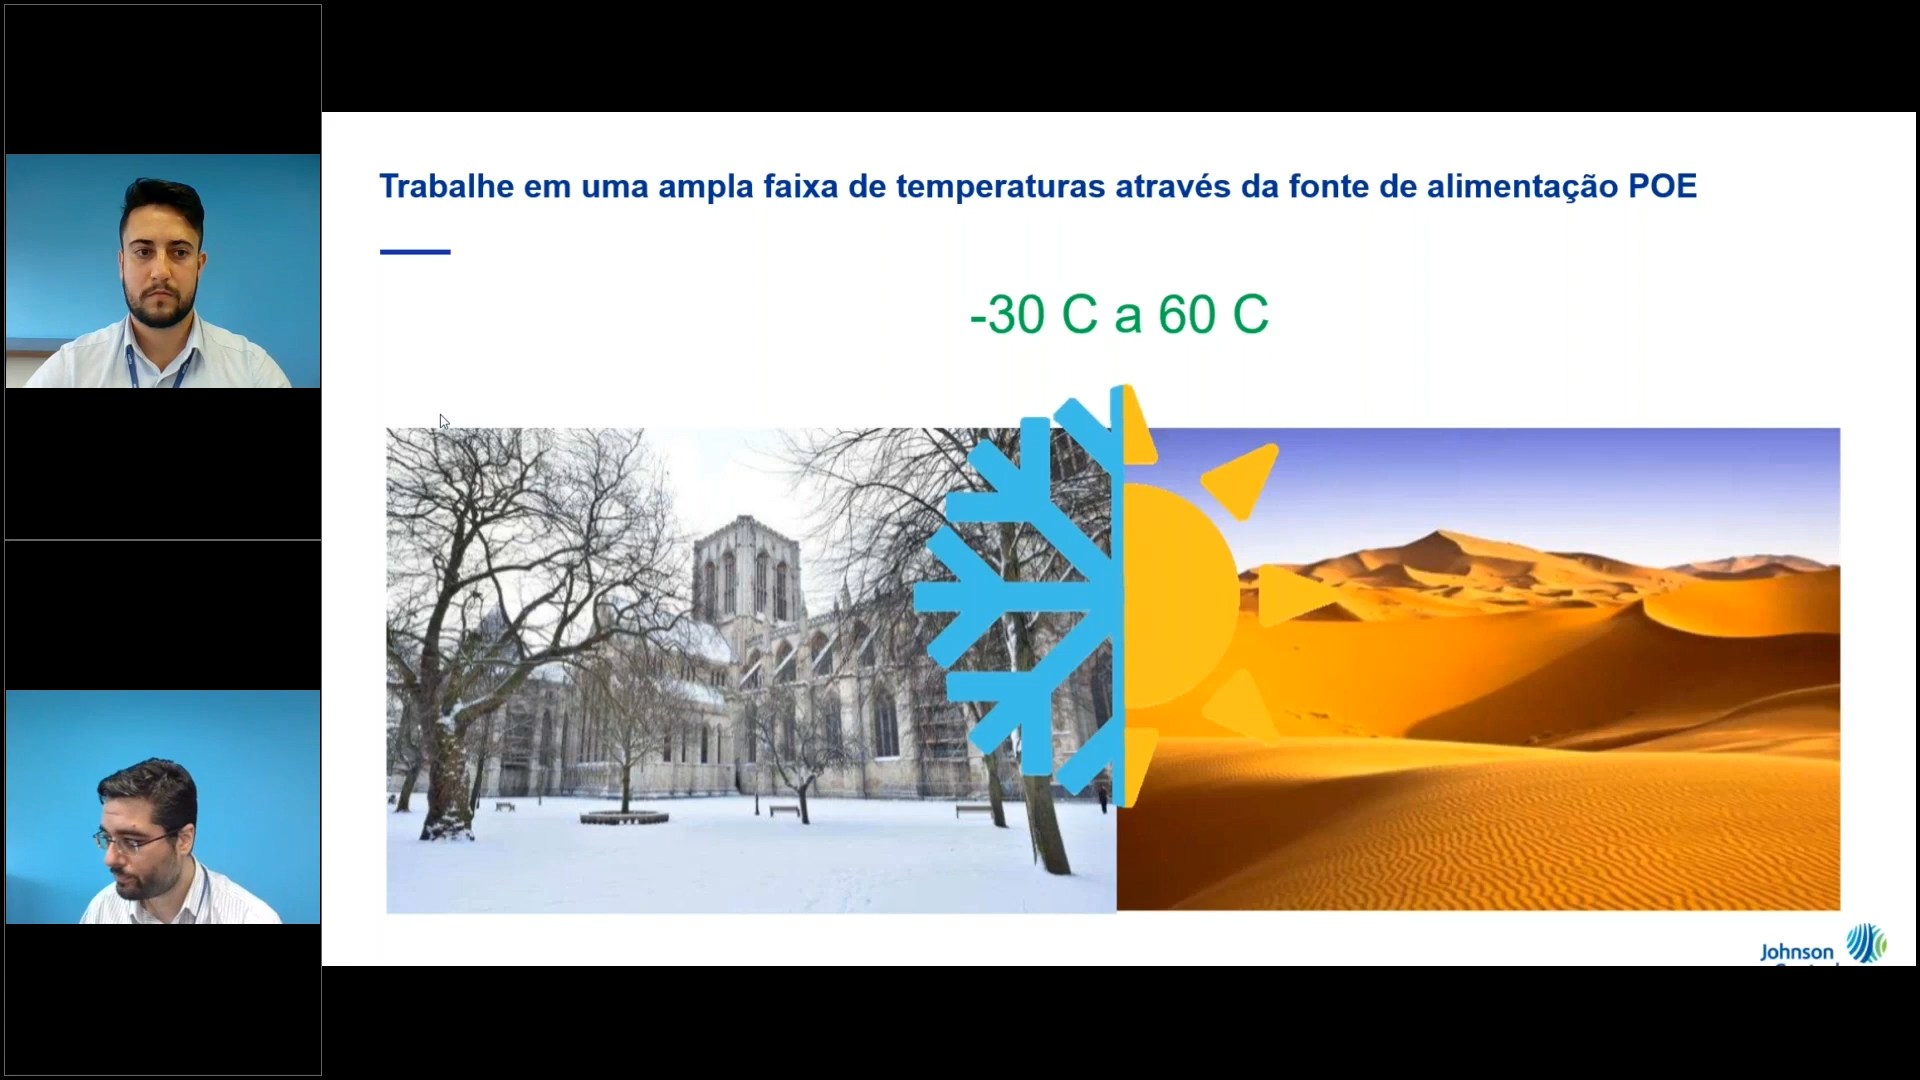 Trabalhe em uma ampla faixa de temperaturas através da fonte de alimentação POE
-30 C a 60 C
Johnson